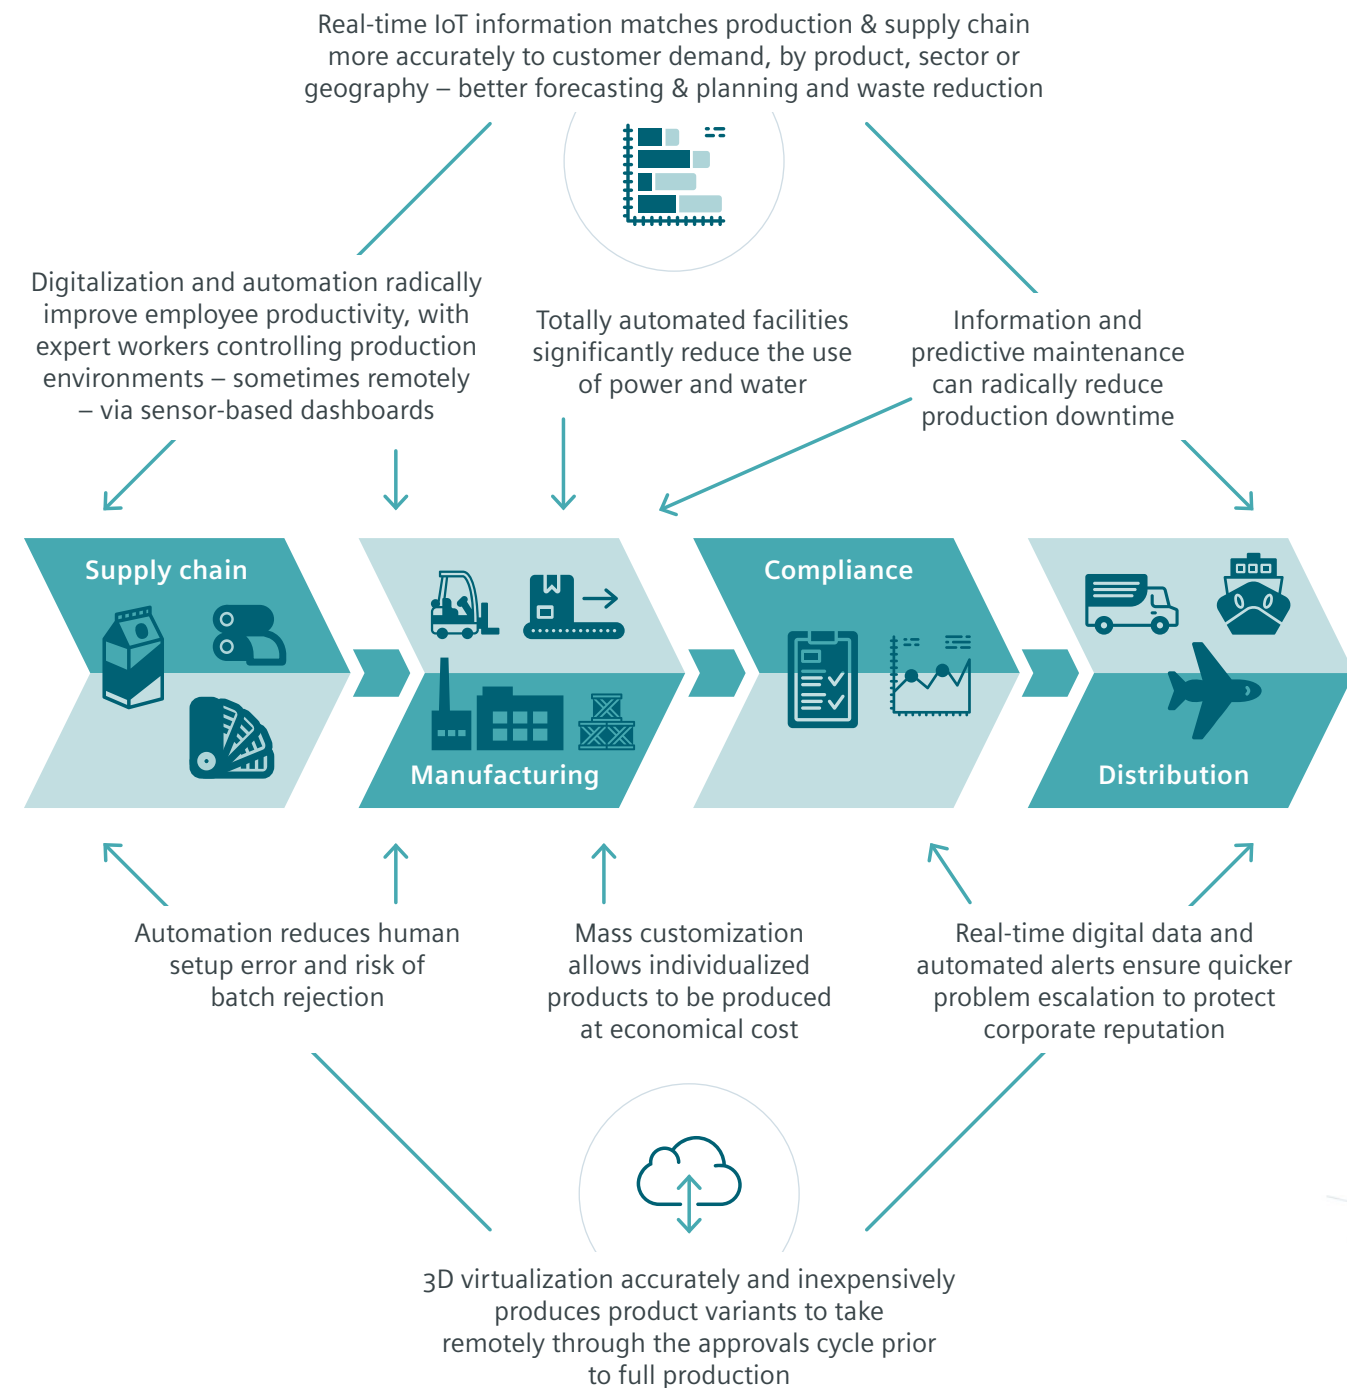 Real-time IoT information matches production & supply chain
more accurately to customer demand, by product, sector or
geography – better forecasting & planning and waste reduction
Digitalization and automation radically
improve employee productivity, with
expert workers controlling production
environments – sometimes remotely
– via sensor-based dashboards
Totally automated facilities
significantly reduce the use
of power and water
Information and
predictive maintenance
can radically reduce
production downtime
Supply chain
Manufacturing
Compliance
Distribution
Automation reduces human
setup error and risk of
batch rejection
Mass customization
allows individualized
products to be produced
at economical cost
Real-time digital data and
automated alerts ensure quicker
problem escalation to protect
corporate reputation
3D virtualization accurately and inexpensively
produces product variants to take
remotely through the approvals cycle prior
to full production